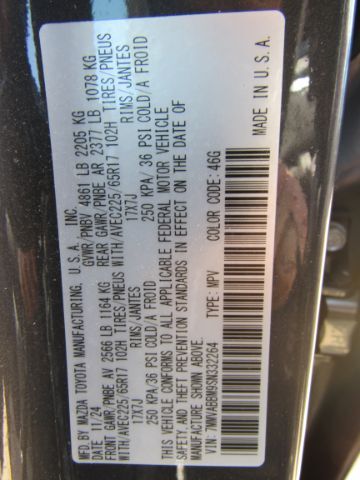 MFD BY MAZDA TOYOTA MANUFACTURING, U.S.A. INC.
DATE 11/24 GVWR/PNBV 4861 LB 2205 KG
FRONT GAWR/PNBE AV 2566 LB 1164 KG REAR GAWR/PNBE AR 2377 LB 1078 KG
WITH/AVEC225/65R17 102H TIRES/PNEUS WITH/AVEC225/65R17 102H TIRES/PNEUS
17X7J RIMS/JANTES 17X7J RIMS/JANTES
250 KPA/36 PSI COLD/A FROID 250 KPA/36 PSI COLD/A FROID
THIS VEHICLE CONFORMS TO ALL APPLICABLE FEDERAL MOTOR VEHICLE
SAFETY AND THEFT PREVENTION STANDARDS IN EFFECT ON THE DATE OF
MANUFACTURE SHOWN ABOVE.
VIN: 7MMVABBM9SN332264 TYPE: MPV COLOR CODE: 46G
MADE IN U.S.A.